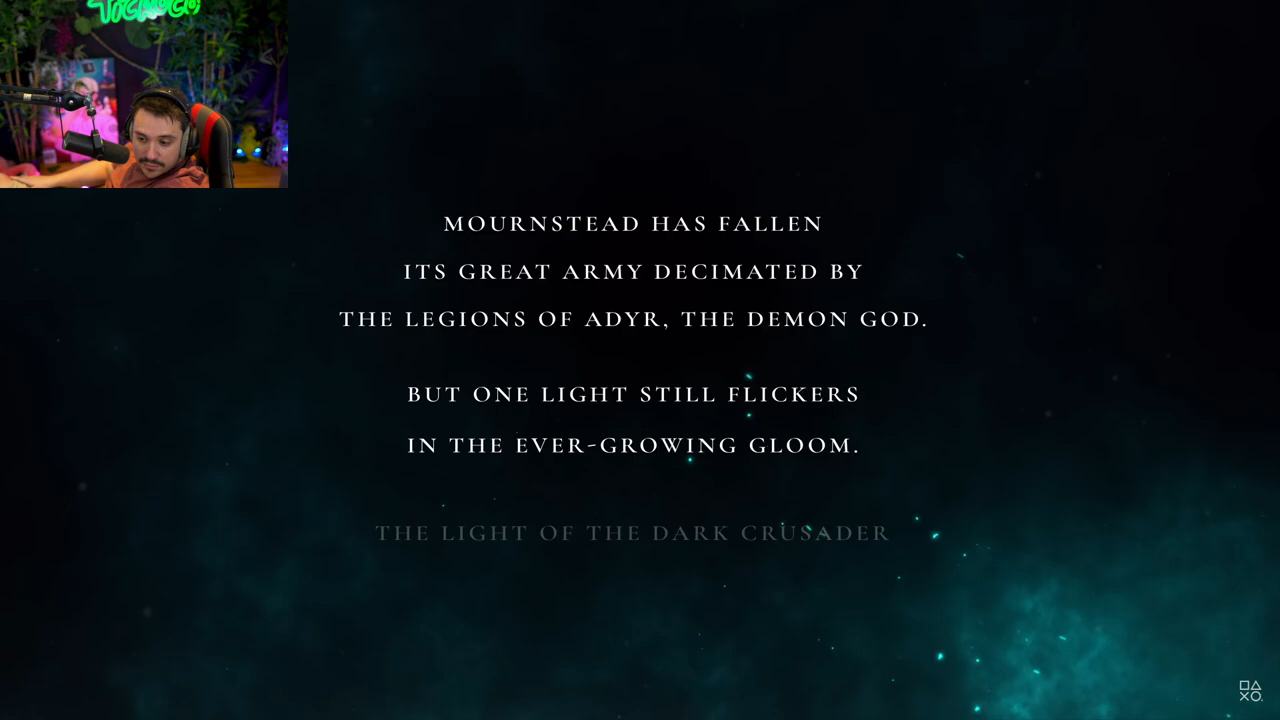 MOURNSTEAD HAS FALLEN
ITS GREAT ARMY DECIMATED BY
THE LEGIONS OF ADYR, THE DEMON GOD.
BUT ONE LIGHT STILL FLICKERS
IN THE EVER-GROWING GLOOM.
THE LIGHT OF THE DARK CRUSADER